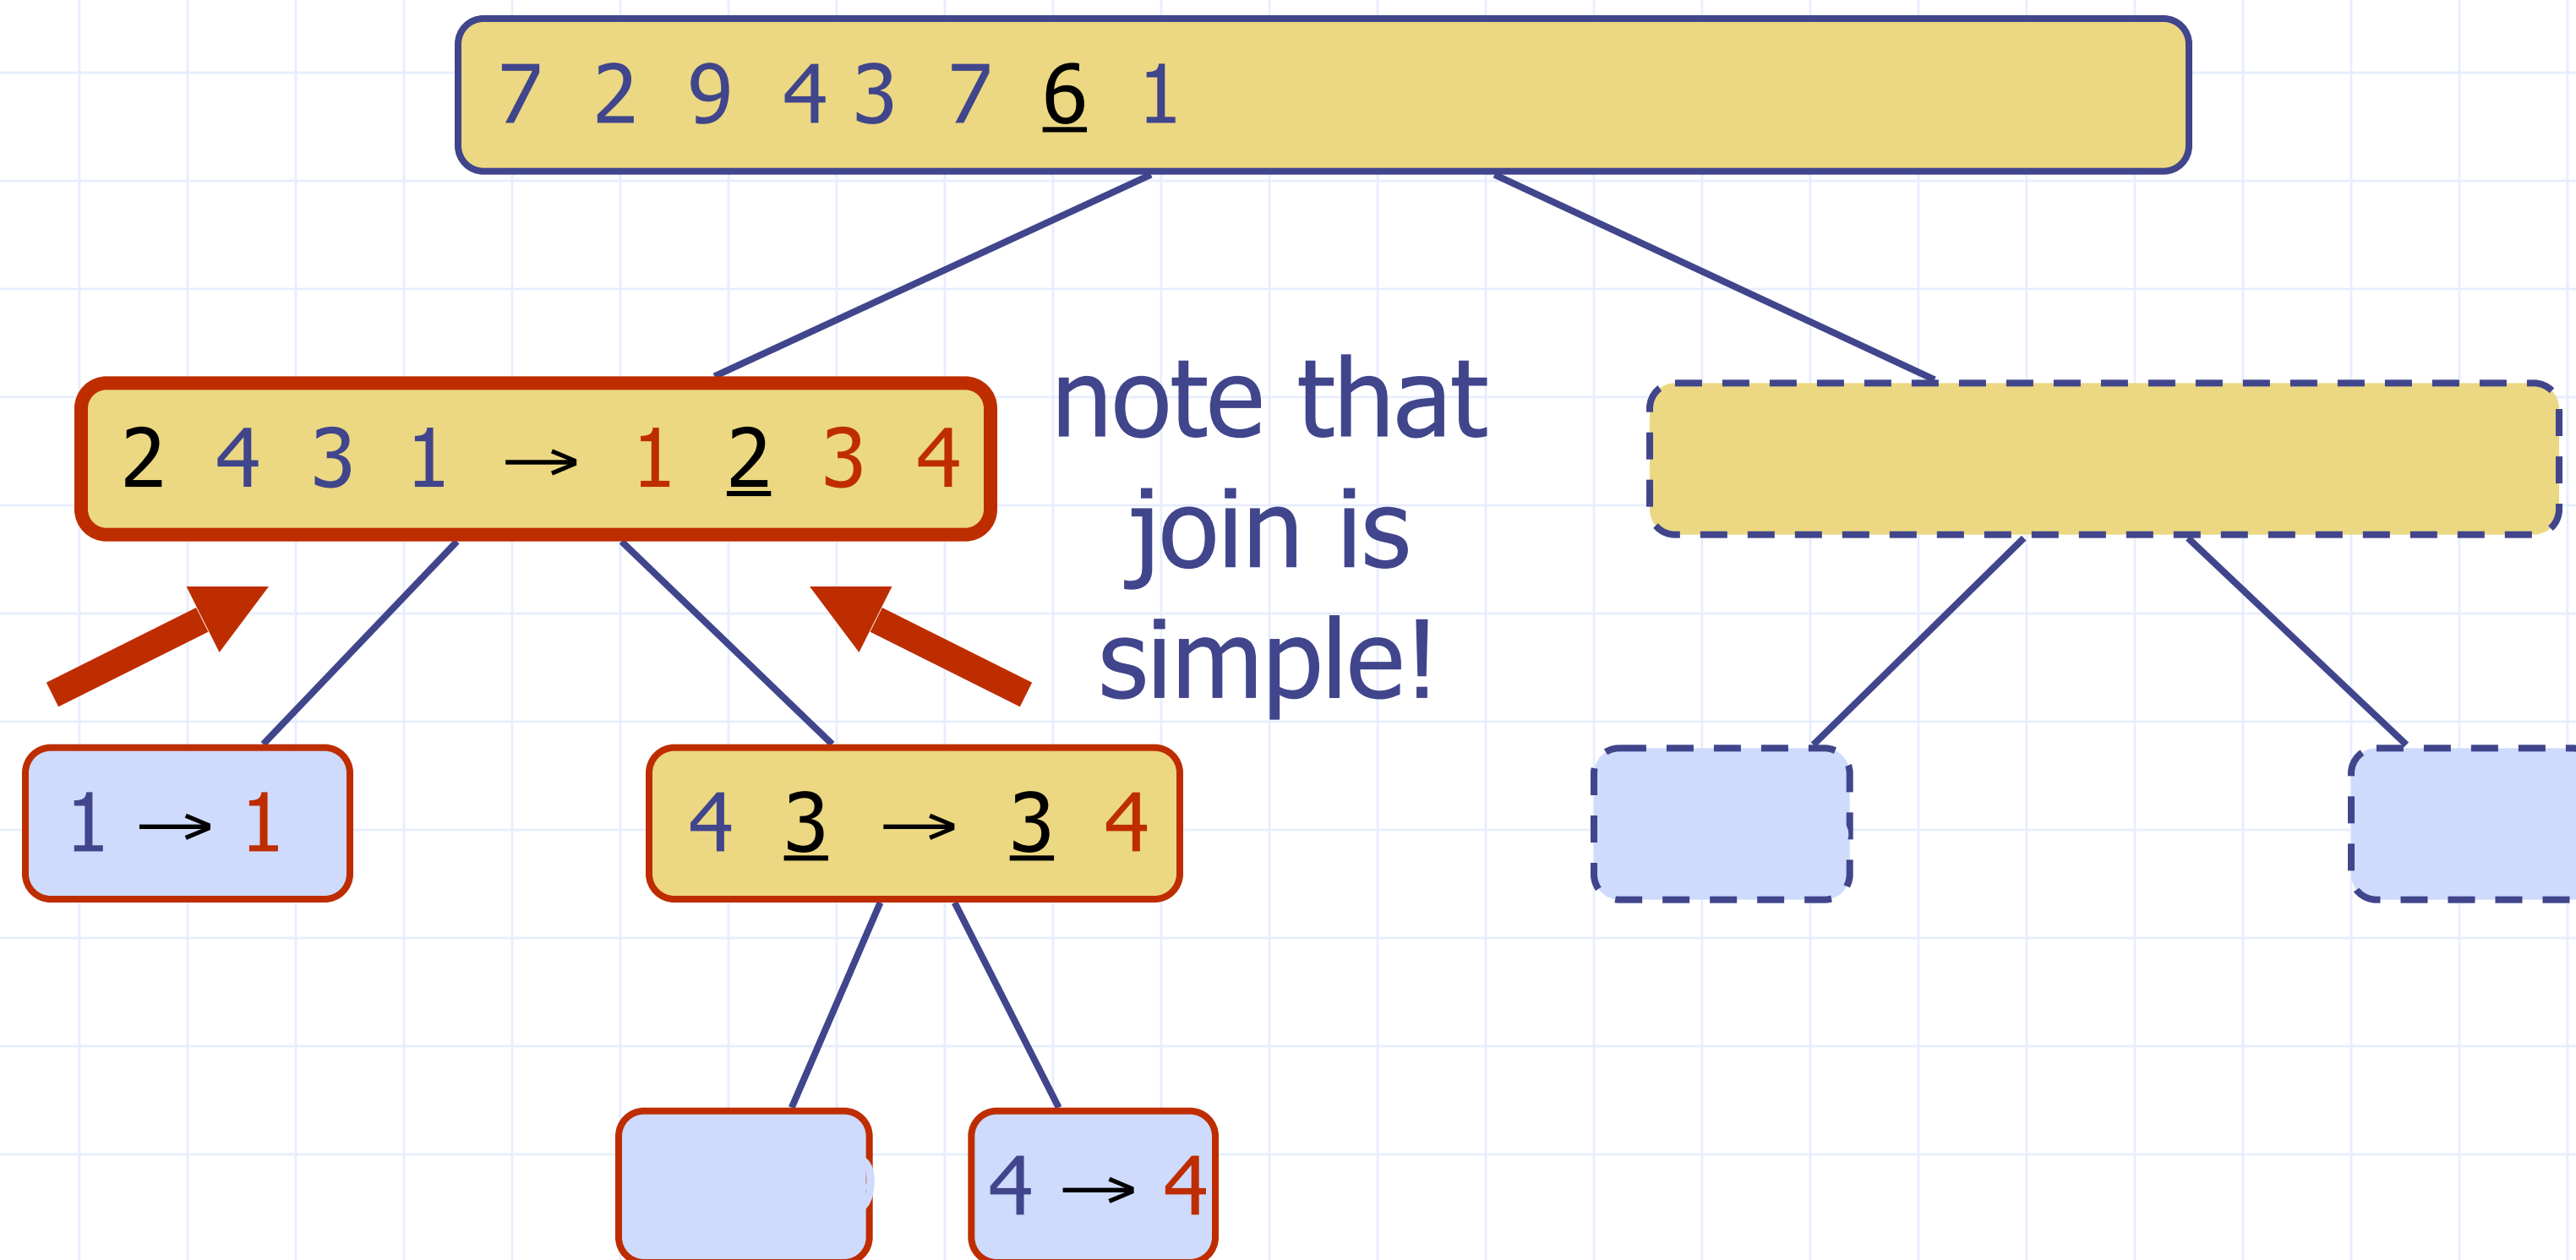 7 2 9 4 3 7 6 1
2 4 3 1 → 1 2 3 4
note that
join is
simple!
1 → 1
4 3 → 3 4
4 → 4